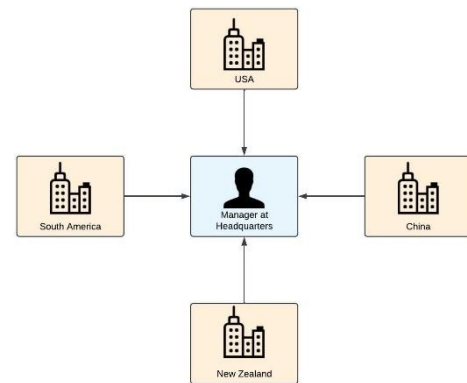 USA
South America
Manager at
Headquarters
China
New Zealand